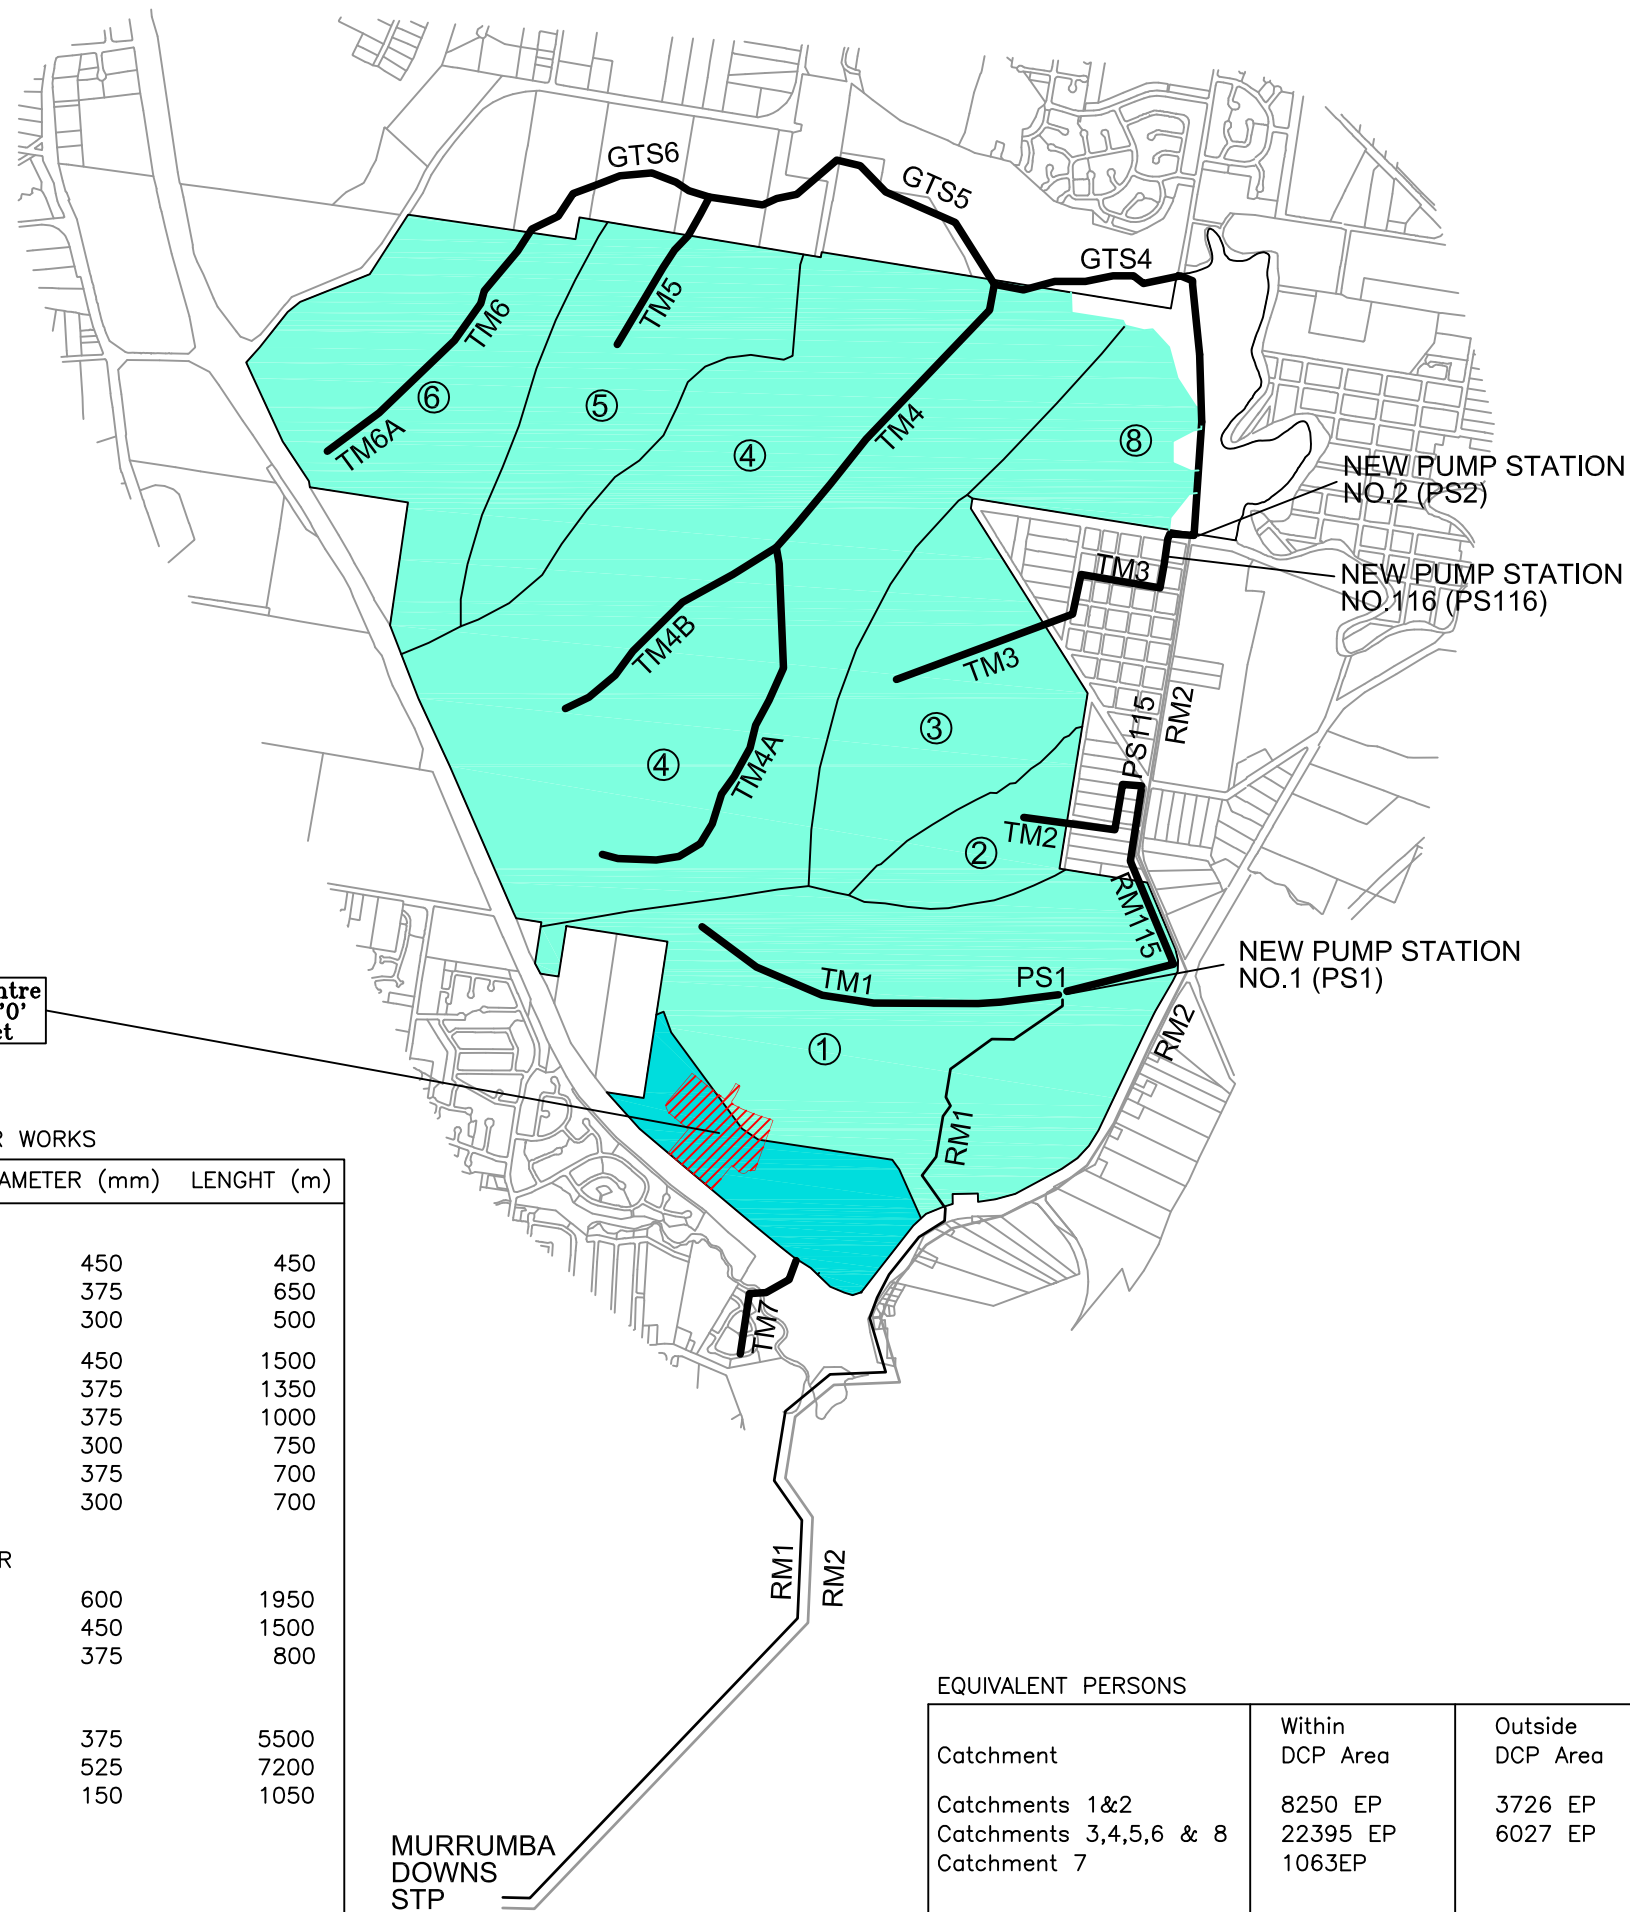 GTS6
GTS5
GTS4
TM5
TM6
TM6A
TM4
⑥
⑤
④
⑧
NEW PUMP STATION
NO.2 (PS2)
TM3
NEW PUMP STATION
NO.116 (PS116)
TM4B
TM3
③
PS115
RM2
④
TM4A
TM2
②
RM115
NEW PUMP STATION
NO.1 (PS1)
TM1
PS1
①
RM2
RM1
ntre
'0'
et
TM7
R WORKS
AMETER (mm) LENGHT (m)
450 450
375 650
300 500
450 1500
375 1350
375 1000
300 750
375 700
300 700
R
600 1950
450 1500
375 800
375 5500
525 7200
150 1050
RM1
RM2
MURRUMBA
DOWNS
STP
EQUIVALENT PERSONS
Within Outside
Catchment DCP Area DCP Area
Catchments 1&2 8250 EP 3726 EP
Catchments 3,4,5,6 & 8 22395 EP 6027 EP
Catchment 7 1063EP